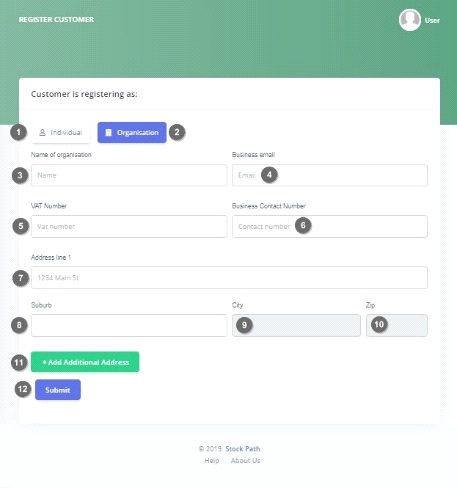 REGISTER CUSTOMER
User
Customer is registering as:
1 Individual Organisation 2
Name of organisation Business email
3 Name Email 4
VAT Number Business Contact Number
5 Vat number Contact number 6
Address line 1
7 1234 Main St
Suburb City Zip
8 9 10
11 + Add Additional Address
12 Submit
© 2019 Stock Path
Help About Us